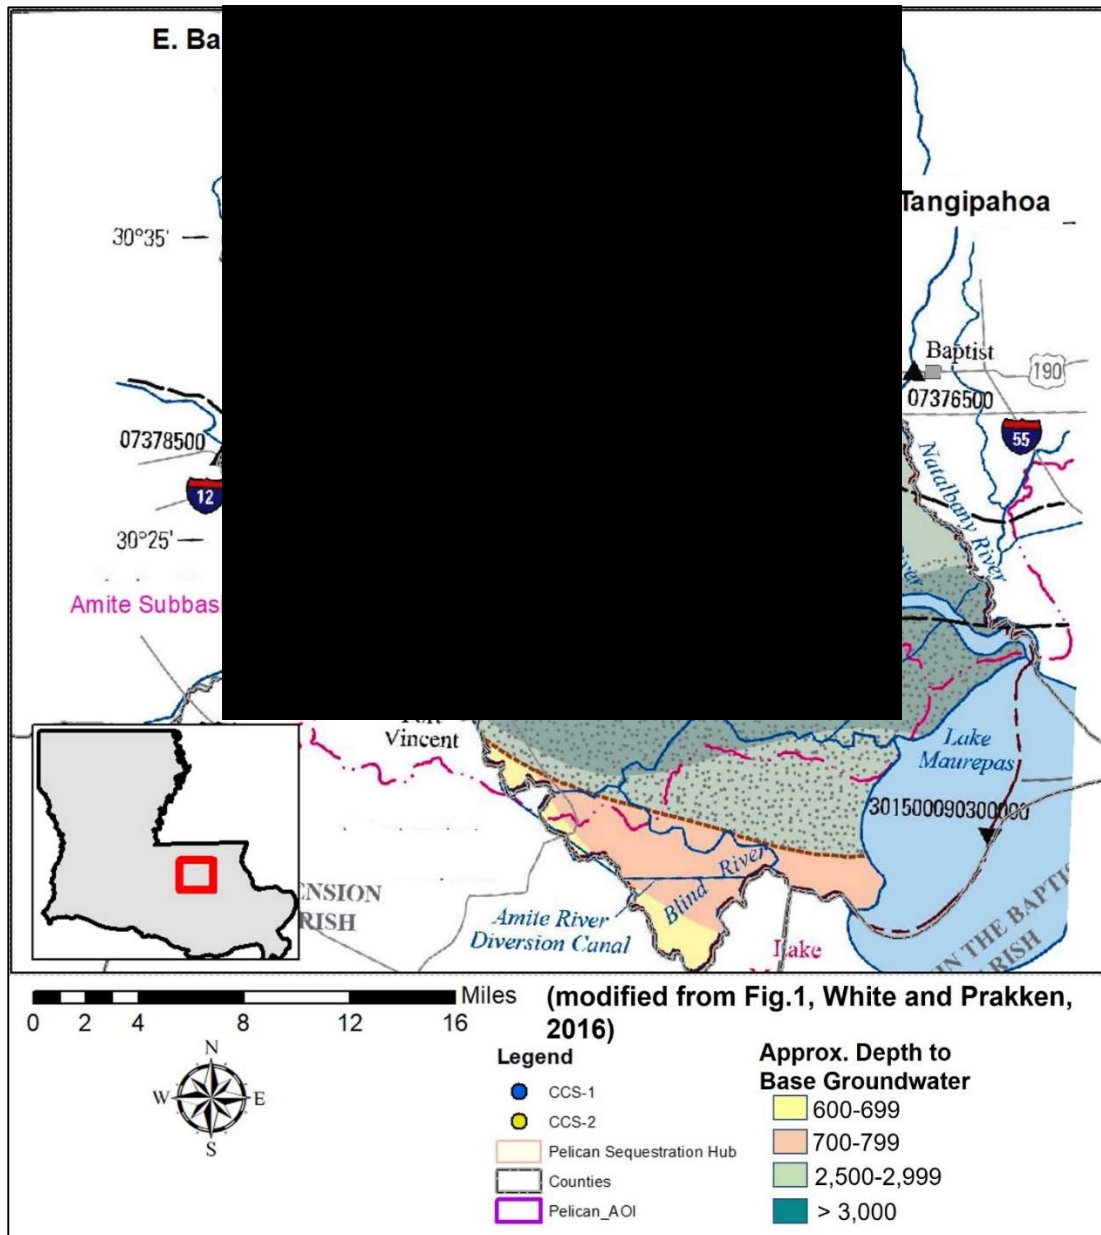 E. Ba
Tangipahoa
30°35'
Baptist
190
07376500
07378500
55
12
Natalbany River
30°25'
River
Amite Subbas
Vincent
Lake
Maurepas
301500090300000
Blind River
Amite River
Diversion Canal
ENSION
RISH
Lake
IN THE BAPTIS
RISH
Miles
0 2 4 8 12 16
(modified from Fig.1, White and Prakken,
2016)
N
W E
S
Legend
CCS-1
CCS-2
Pelican Sequestration Hub
Counties
Pelican_AOI
Approx. Depth to
Base Groundwater
600-699
700-799
2,500-2,999
> 3,000